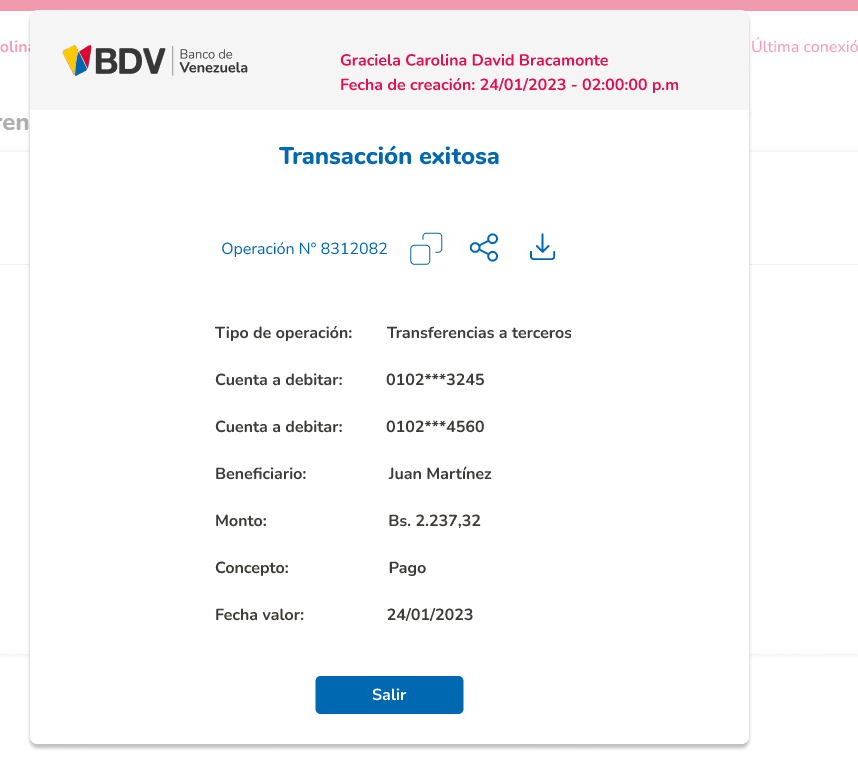 BDV Banco de Venezuela
Graciela Carolina David Bracamonte
Fecha de creación: 24/01/2023 - 02:00:00 p.m
Última conexió
Transacción exitosa
Operación N° 8312082
Tipo de operación: Transferencias a terceros
Cuenta a debitar: 0102***3245
Cuenta a debitar: 0102***4560
Beneficiario: Juan Martínez
Monto: Bs. 2.237,32
Concepto: Pago
Fecha valor: 24/01/2023
Salir